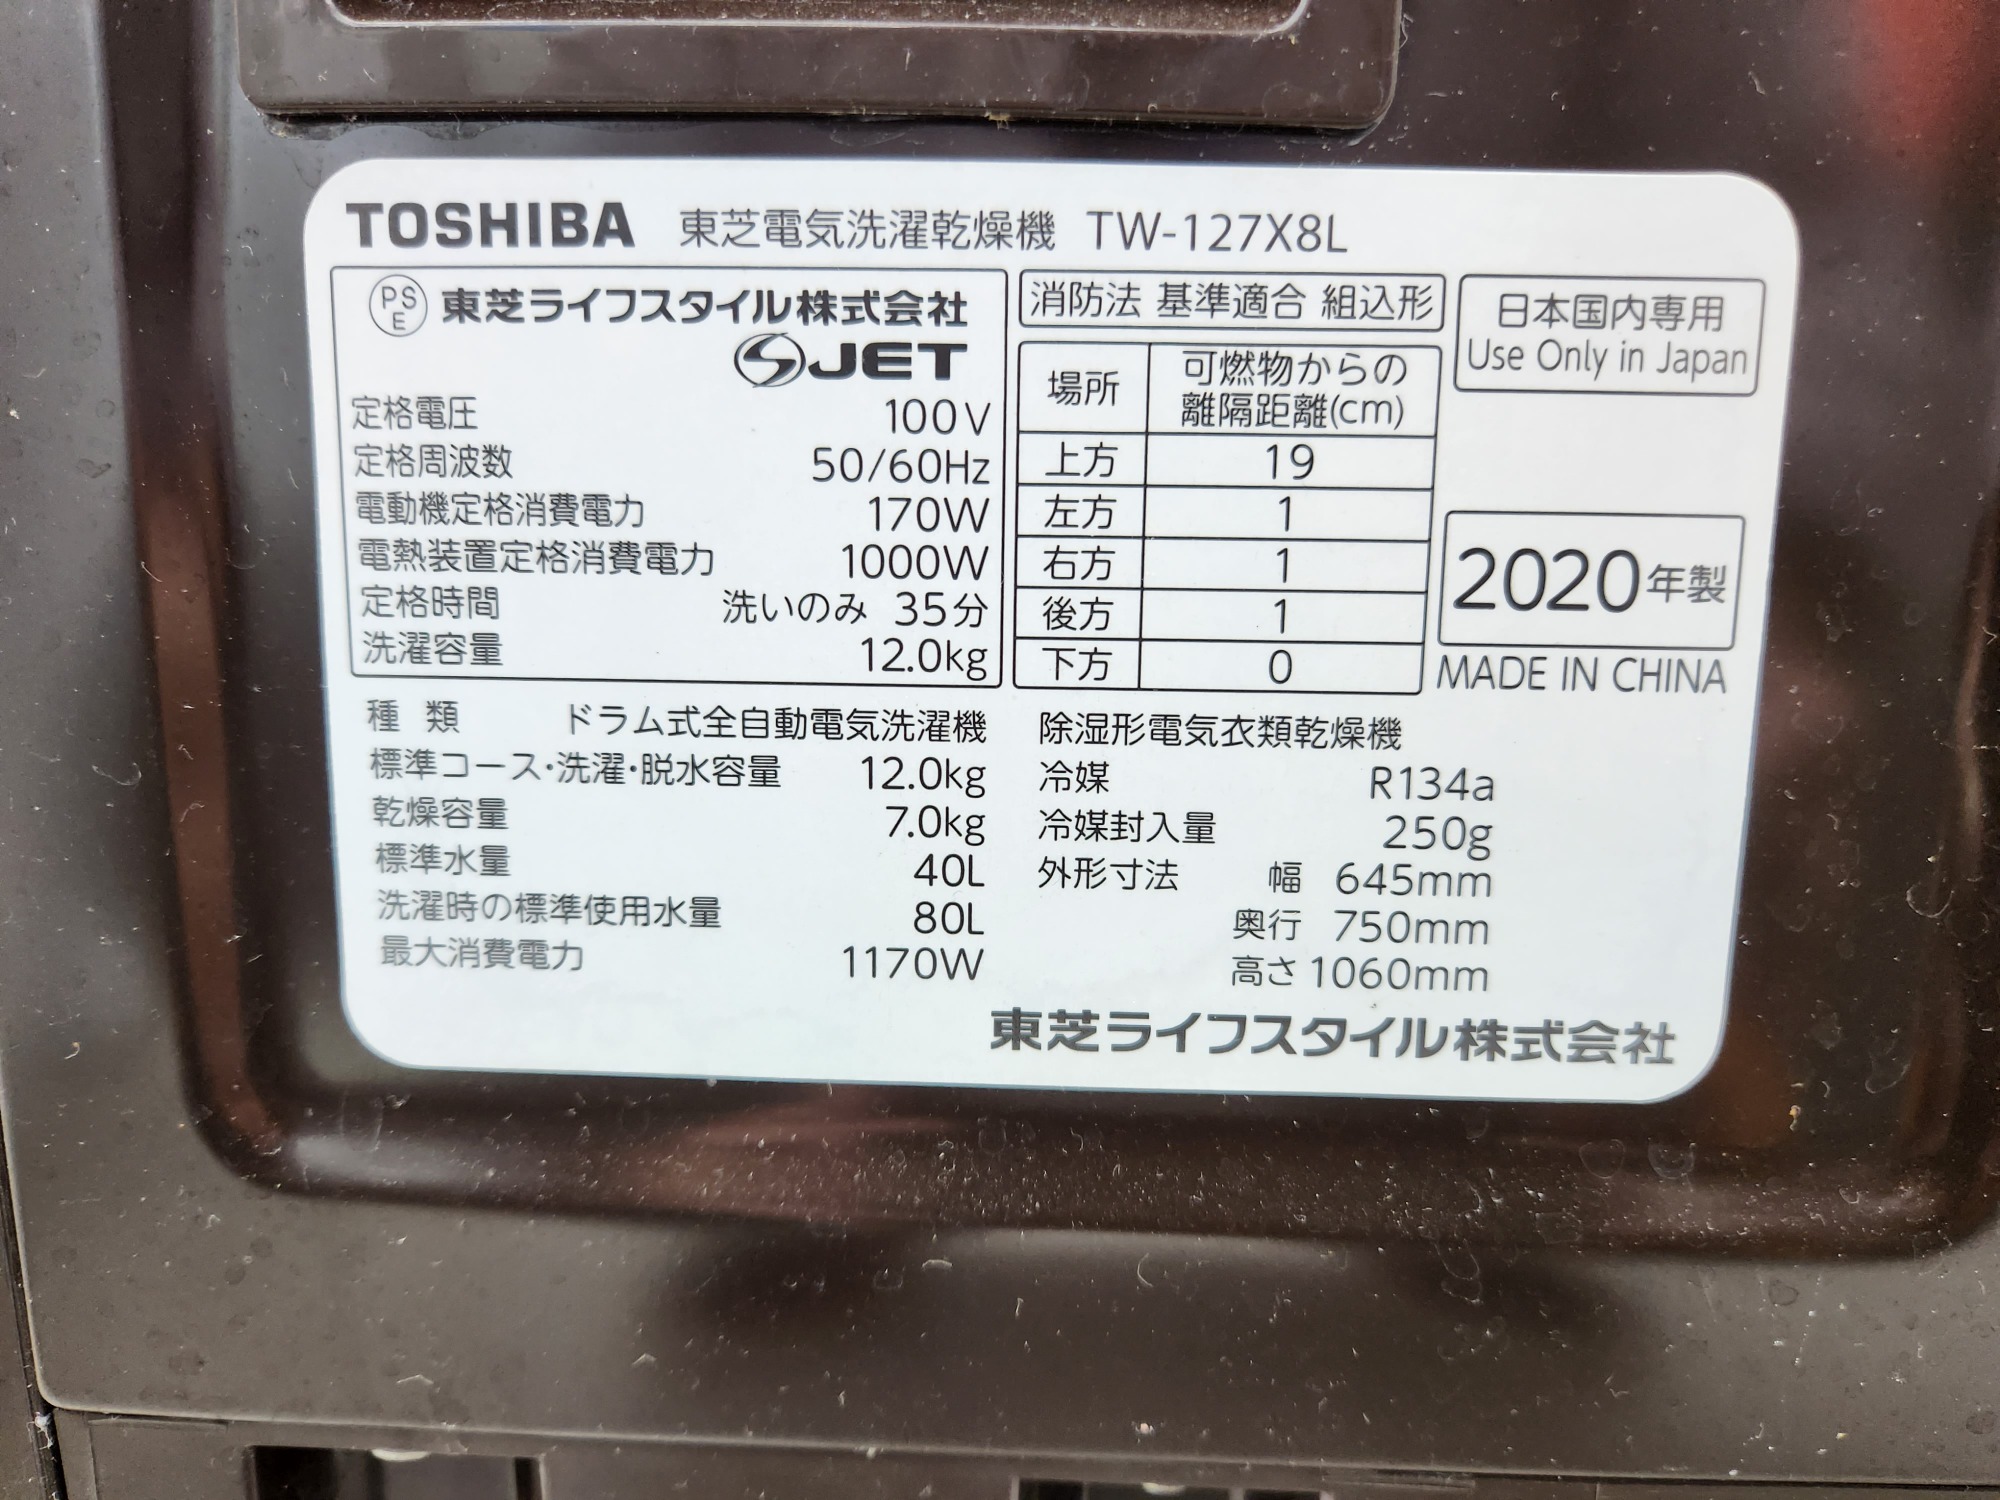 TOSHIBA 東芝電気洗濯乾燥機 TW-127X8L
PSE 東芝ライフスタイル株式会社
JET
定格電圧 100V
定格周波数 50/60Hz
電動機定格消費電力 170W
電熱装置定格消費電力 1000W
定格時間 洗いのみ 35分
洗濯容量 12.0kg
消防法 基準適合 組込形
場所 可燃物からの
離隔距離(cm)
上方 19
左方 1
右方 1
後方 1
下方 0
日本国内専用
Use Only in Japan
2020年製
MADE IN CHINA
種類 ドラム式全自動電気洗濯機
標準コース・洗濯・脱水容量 12.0kg
乾燥容量 7.0kg
標準水量 40L
洗濯時の標準使用水量 80L
最大消費電力 1170W
除湿形電気衣類乾燥機
冷媒 R134a
冷媒封入量 250g
外形寸法 幅 645mm
奥行 750mm
高さ 1060mm
東芝ライフスタイル株式会社